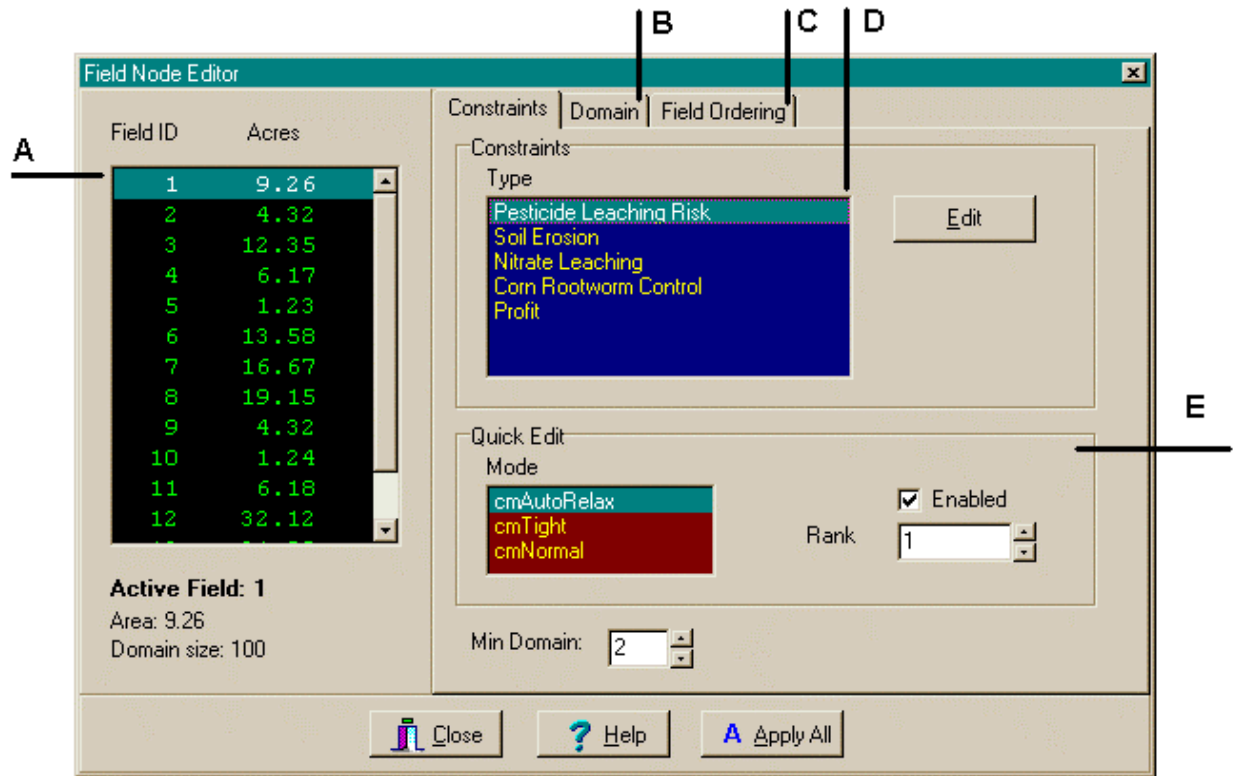 B
C
D
Field Node Editor
A
Field ID Acres
1 9.26
2 4.32
3 12.35
4 6.17
5 1.23
6 13.58
7 16.67
8 19.15
9 4.32
10 1.24
11 6.18
12 32.12
Active Field: 1
Area: 9.26
Domain size: 100
Constraints Domain Field Ordering
Constraints
Type
Pesticide Leaching Risk
Soil Erosion
Nitrate Leaching
Corn Rootworm Control
Profit
Edit
E
Quick Edit
Mode
cmAutoRelax
cmTight
cmNormal
Enabled
Rank 1
Min Domain: 2
Close
Help
A Apply All